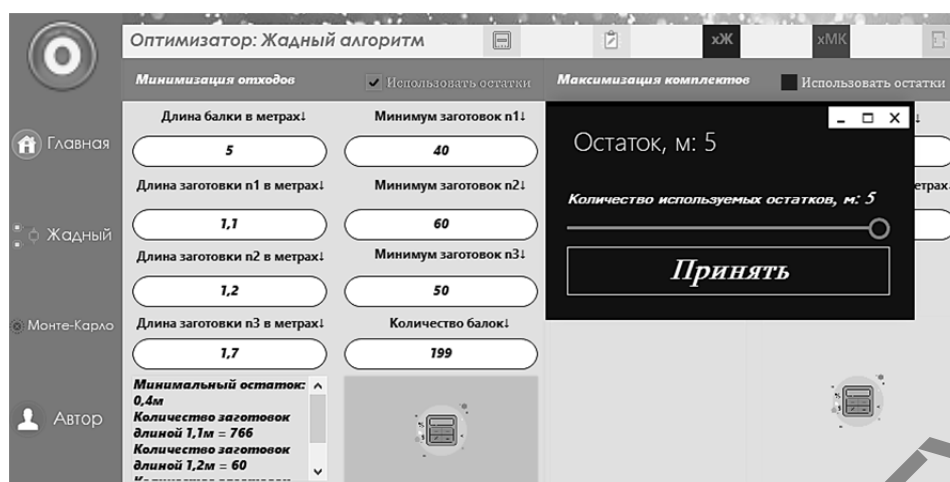 Оптимизатор: Жадный алгоритм
хЖ
хМК
Минимизация отходов
Использовать остатки
Максимизация комплектов
Использовать остатки
Главная
Жадный
Монте-Карло
Автор
Длина балки в метрах↓
5
Длина заготовки n1 в метрах↓
1,1
Длина заготовки n2 в метрах↓
1,2
Длина заготовки n3 в метрах↓
1,7
Минимум заготовок n1↓
40
Минимум заготовок n2↓
60
Минимум заготовок n3↓
50
Количество балок↓
199
Минимальный остаток:
0,4м
Количество заготовок
длиной 1,1м = 766
Количество заготовок
длиной 1,2м = 60
Количество заготовок
Остаток, м: 5
Количество используемых остатков, м: 5
Принять